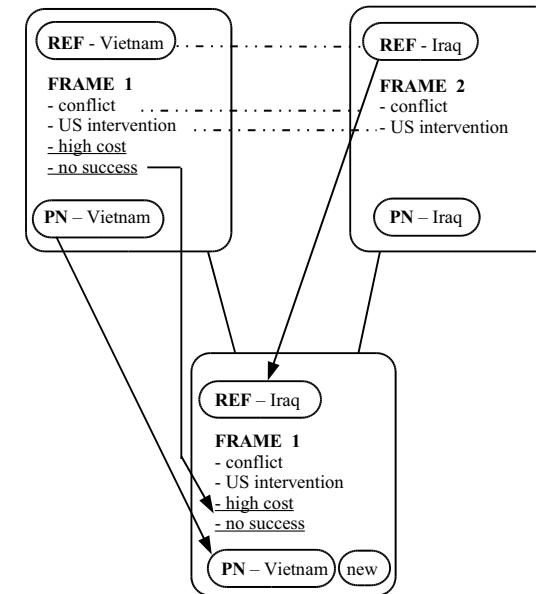 REF - Vietnam
FRAME 1
- conflict
- US intervention
- high cost
- no success
PN – Vietnam
REF - Iraq
FRAME 2
- conflict
- US intervention
PN – Iraq
REF – Iraq
FRAME 1
- conflict
- US intervention
- high cost
- no success
PN – Vietnam new